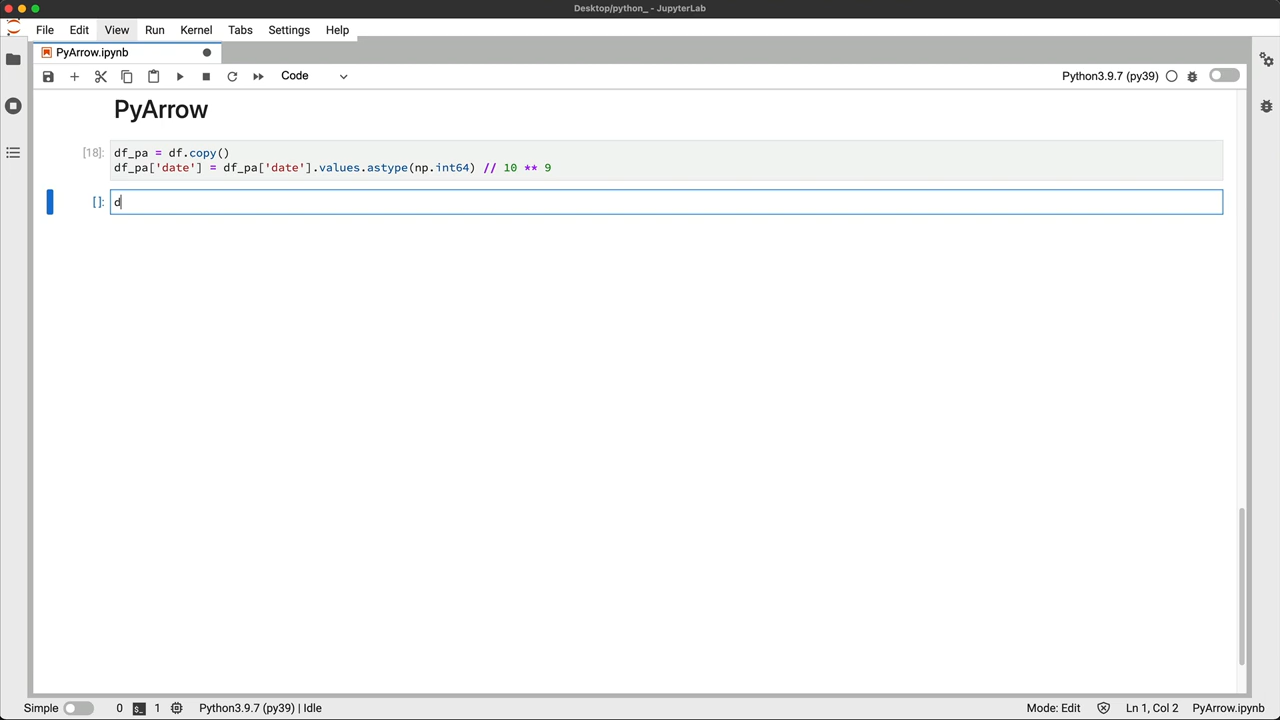 Desktop/python_ - JupyterLab
File Edit View Run Kernel Tabs Settings Help
PyArrow.ipynb
Code
Python3.9.7 (py39)
PyArrow
[18]: df_pa = df.copy()
df_pa['date'] = df_pa['date'].values.astype(np.int64) // 10 ** 9
[]: d
Simple 0 $_ 1 Python3.9.7 (py39) | Idle Mode: Edit Ln 1, Col 2 PyArrow.ipynb